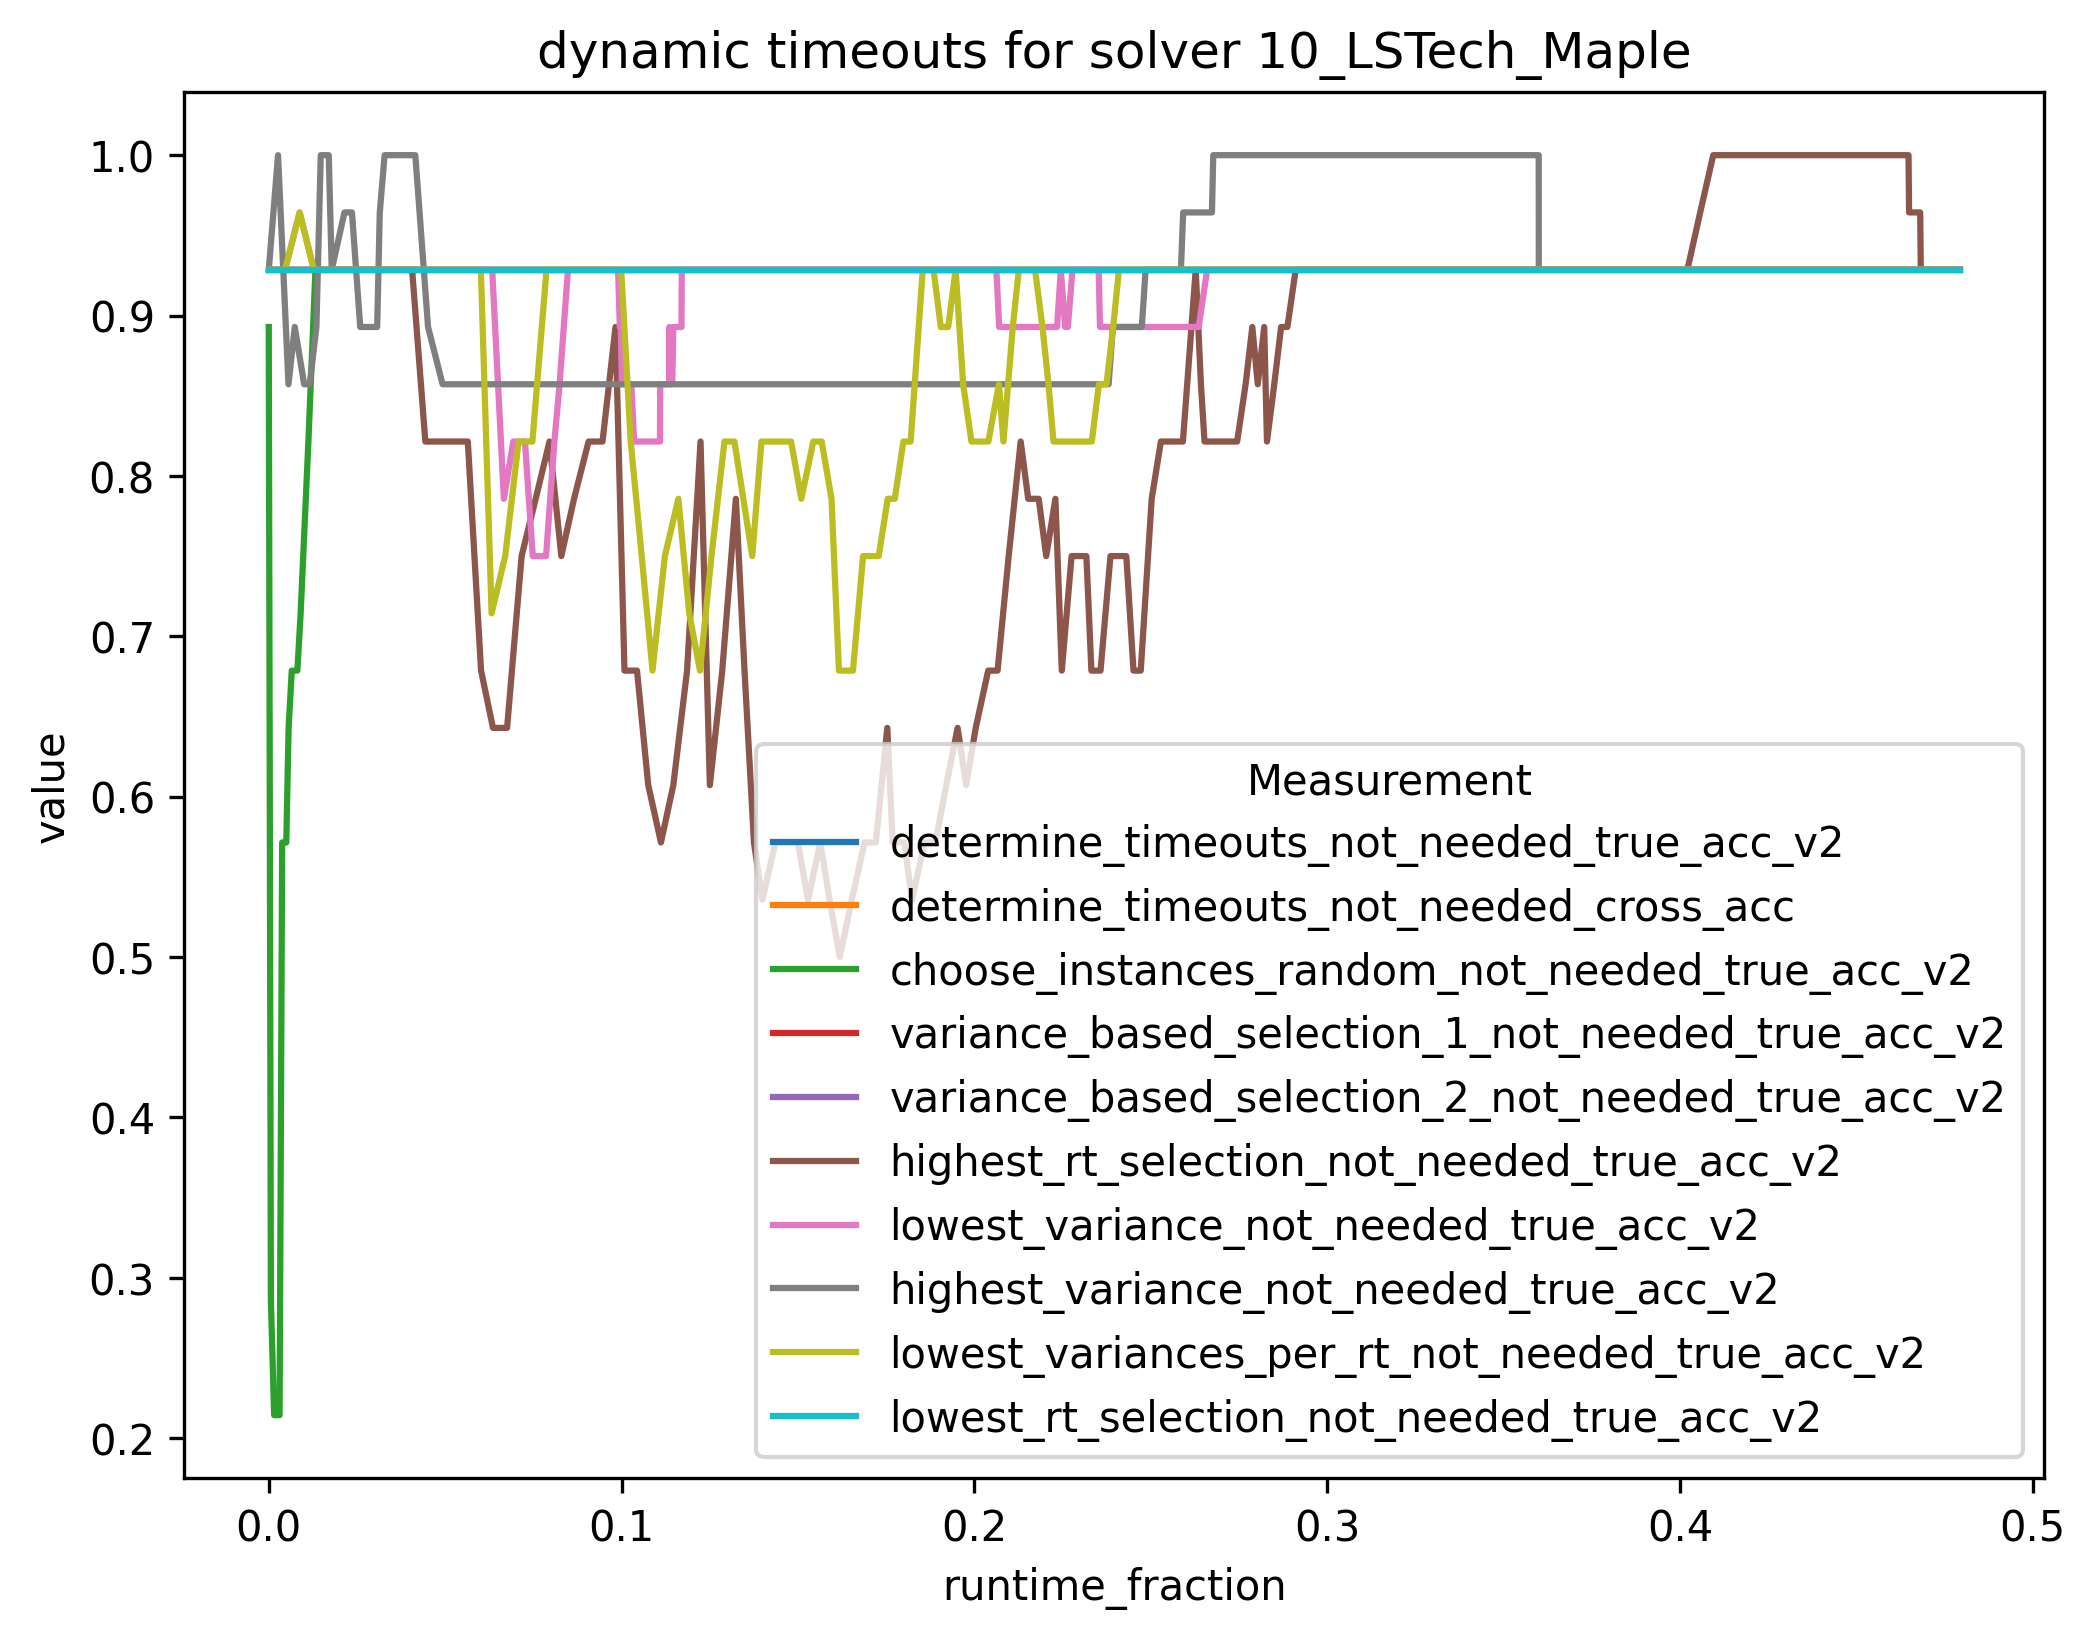 dynamic timeouts for solver 10_LSTech_Maple
value
1.0
0.9
0.8
0.7
0.6
0.5
0.4
0.3
0.2
Measurement
determine_timeouts_not_needed_true_acc_v2
determine_timeouts_not_needed_cross_acc
choose_instances_random_not_needed_true_acc_v2
variance_based_selection_1_not_needed_true_acc_v2
variance_based_selection_2_not_needed_true_acc_v2
highest_rt_selection_not_needed_true_acc_v2
lowest_variance_not_needed_true_acc_v2
highest_variance_not_needed_true_acc_v2
lowest_variances_per_rt_not_needed_true_acc_v2
lowest_rt_selection_not_needed_true_acc_v2
0.0 0.1 0.2 0.3 0.4 0.5
runtime_fraction